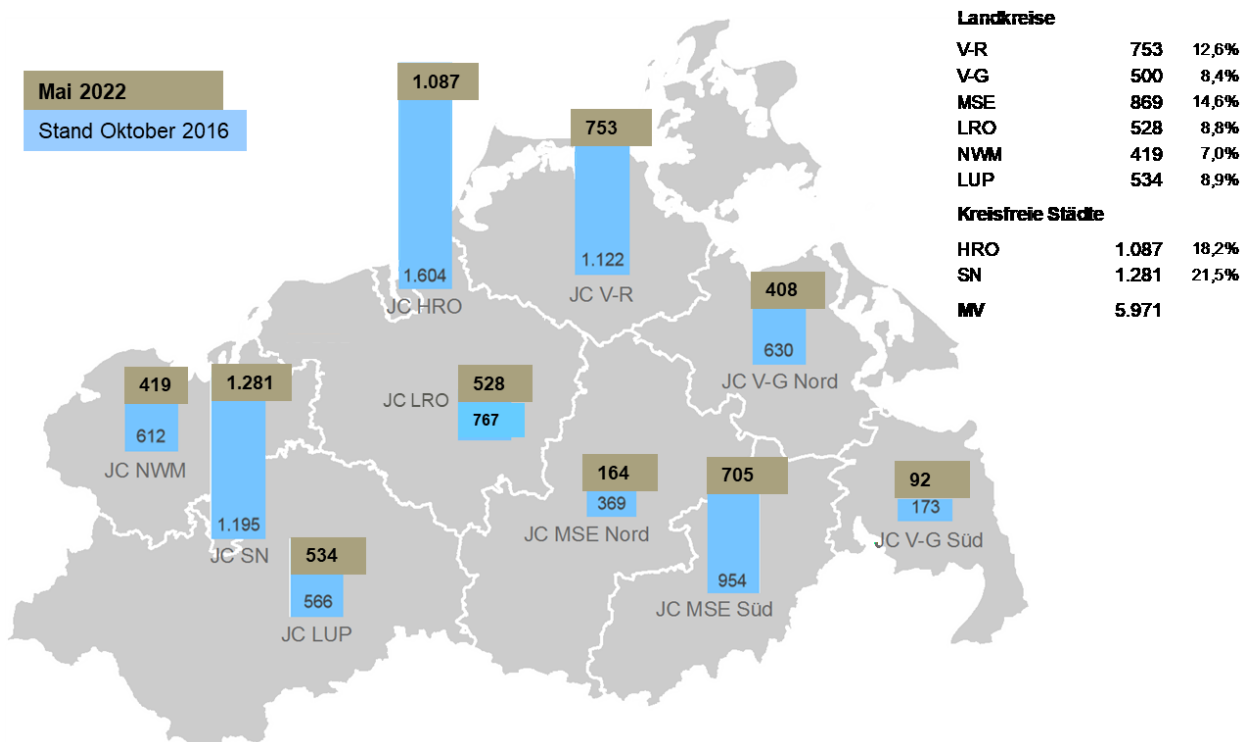 Mai 2022
Stand Oktober 2016
1.087
1.604
JC HRO
753
1.122
JC V-R
408
630
JC V-G Nord
419
612
JC NWM
1.281
1.195
JC SN
JC LRO
528
767
164
369
JC MSE Nord
705
954
JC MSE Süd
92
173
JC V-G Süd
534
566
JC LUP
Landkreise
V-R 753 12,6%
V-G 500 8,4%
MSE 869 14,6%
LRO 528 8,8%
NWM 419 7,0%
LUP 534 8,9%
Kreisfreie Städte
HRO 1.087 18,2%
SN 1.281 21,5%
MV 5.971